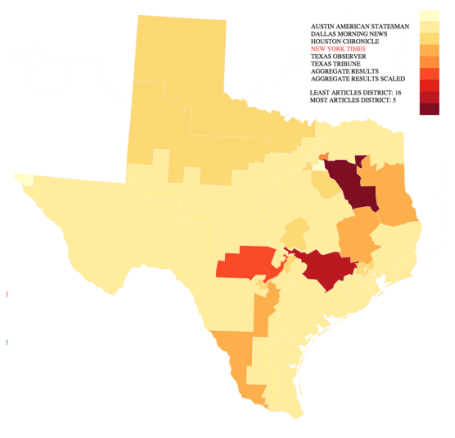 AUSTIN AMERICAN STATESMAN
DALLAS MORNING NEWS
HOUSTON CHRONICLE
NEW YORK TIMES
TEXAS OBSERVER
TEXAS TRIBUNE
AGGREGATE RESULTS
AGGREGATE RESULTS SCALED
LEAST ARTICLES DISTRICT: 16
MOST ARTICLES DISTRICT: 5